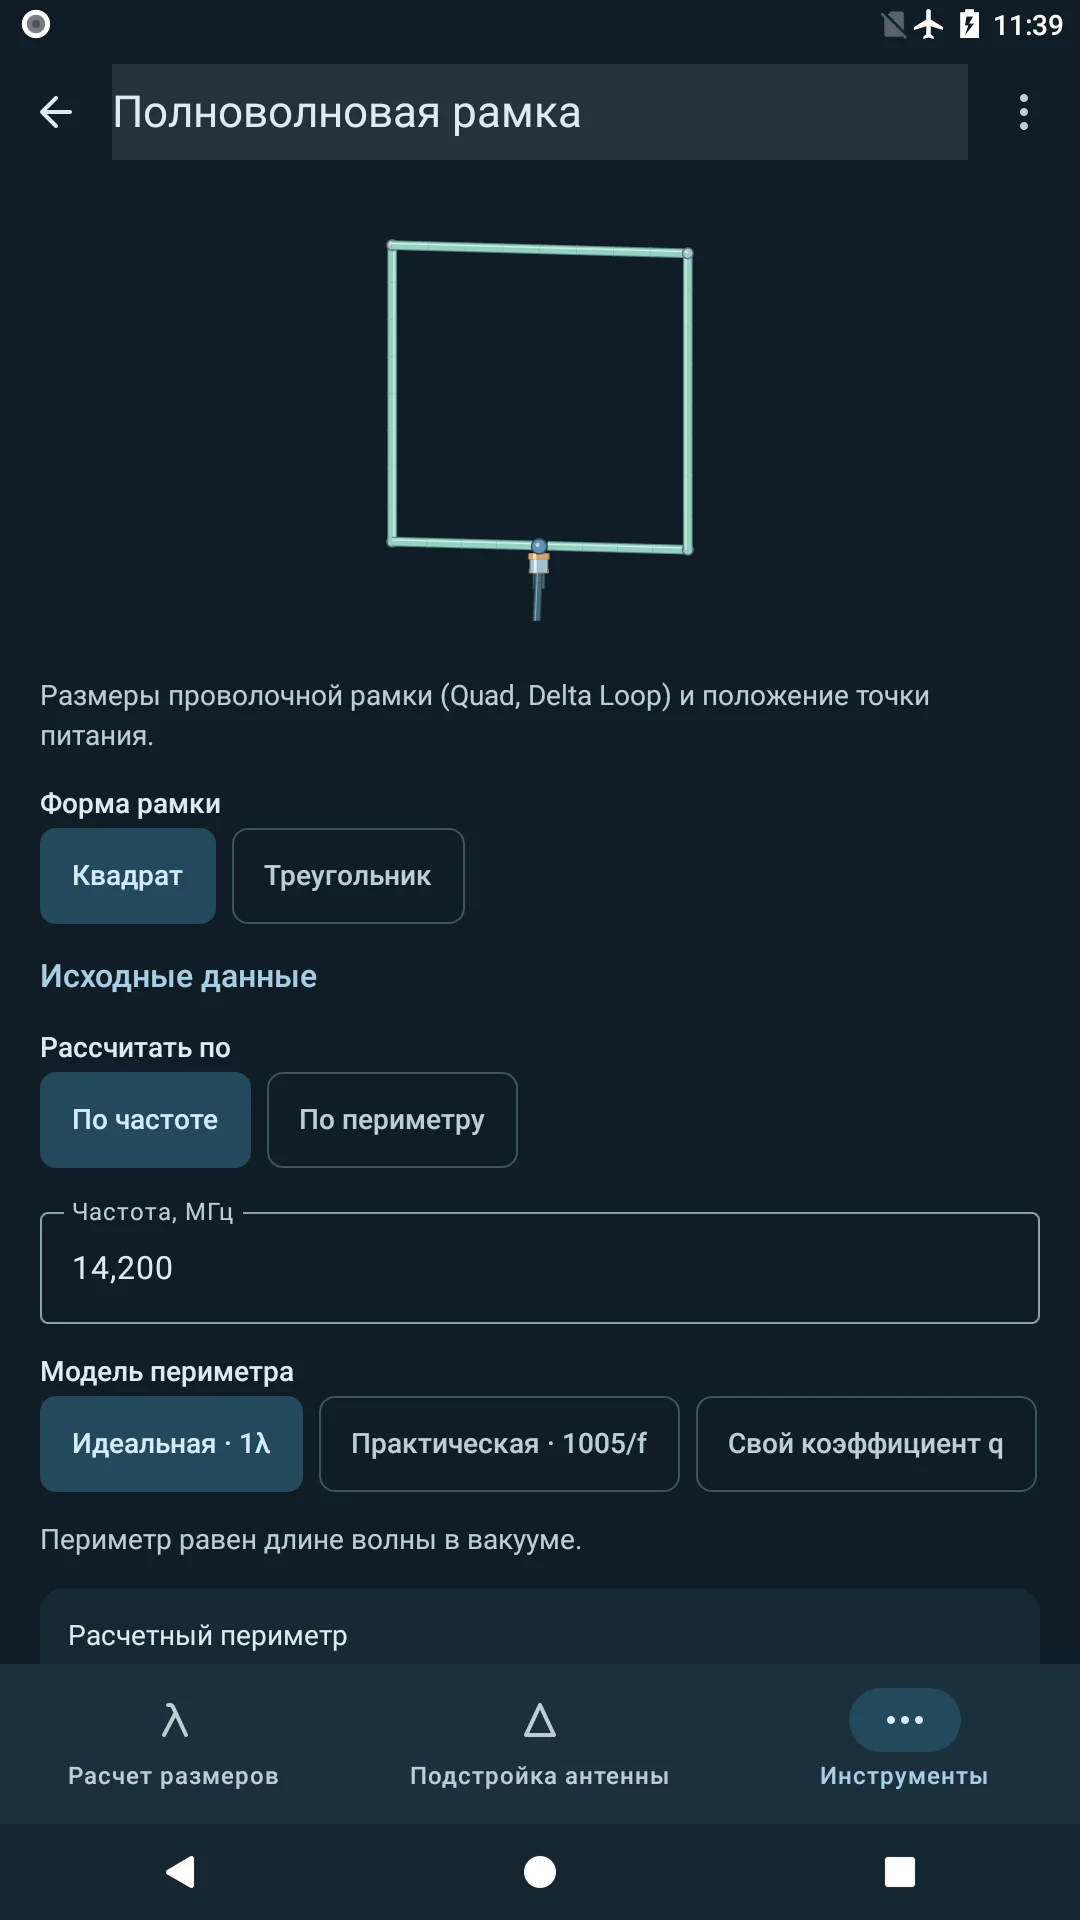 11:39
Полноволновая рамка
Размеры проволочной рамки (Quad, Delta Loop) и положение точки
питания.
Форма рамки
Квадрат Треугольник
Исходные данные
Рассчитать по
По частоте По периметру
Частота, МГц
14,200
Модель периметра
Идеальная · 1λ Практическая · 1005/f Свой коэффициент q
Периметр равен длине волны в вакууме.
Расчетный периметр
λ Δ
Расчет размеров Подстройка антенны Инструменты